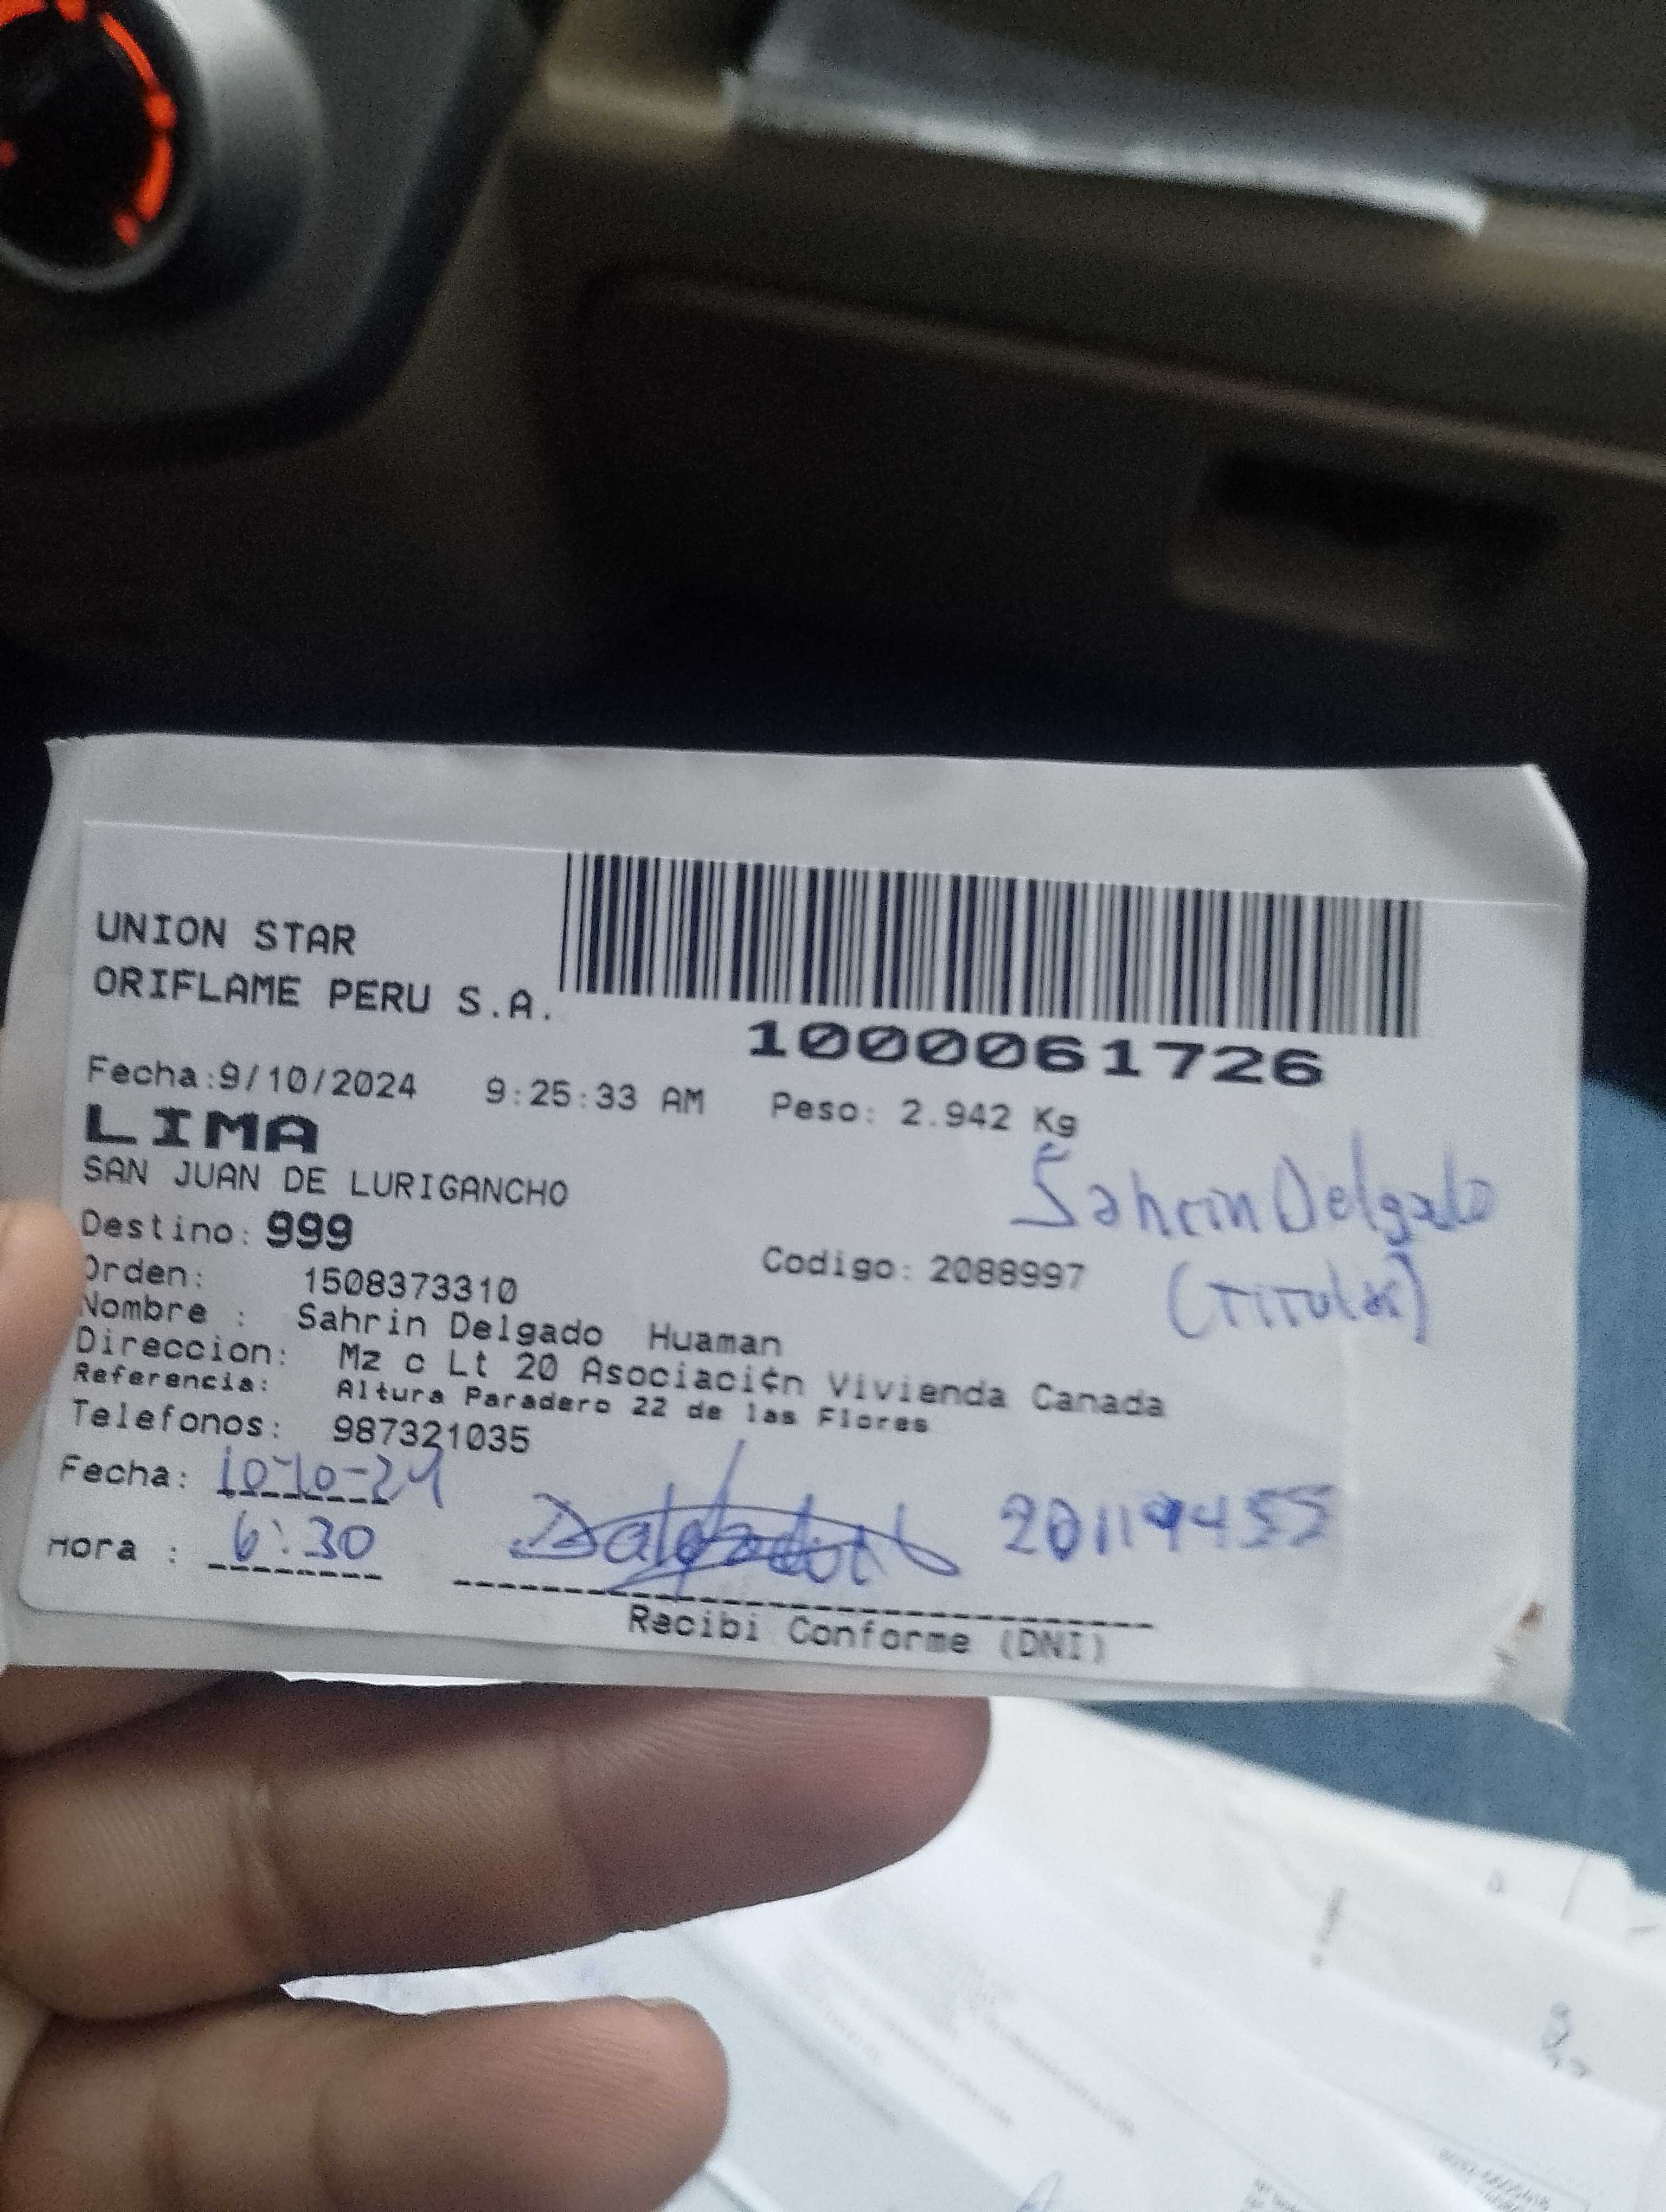 UNION STAR
ORIFLAME PERU S.A.
1000061726
Fecha:9/10/2024 9:25:33 AM Peso: 2.942 Kg
LIMA
SAN JUAN DE LURIGANCHO
Sahrin Delgado
(Titular)
Destino: 999
Codigo: 2088997
Orden: 1508373310
Nombre : Sahrin Delgado Huaman
Direccion: Mz c Lt 20 Asociaci¢n Vivienda Canada
Referencia: Altura Paradero 22 de las Flores
Telefonos: 987321035
Fecha: 10-10-24
Hora : 6:30
20119455
Recibi Conforme (DNI)